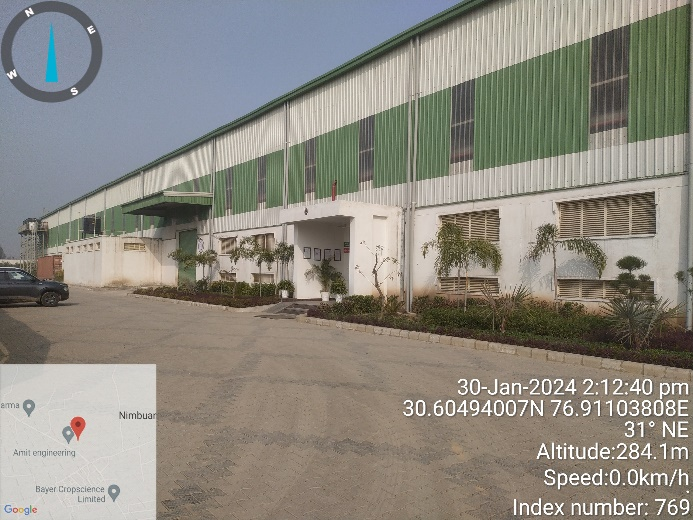 N
E
W
S
arma
Nimbuar
Amit engineering
Bayer Cropscience
Limited
Google
30-Jan-2024 2:12:40 pm
30.60494007N 76.91103808E
31° NE
Altitude:284.1m
Speed:0.0km/h
Index number: 769